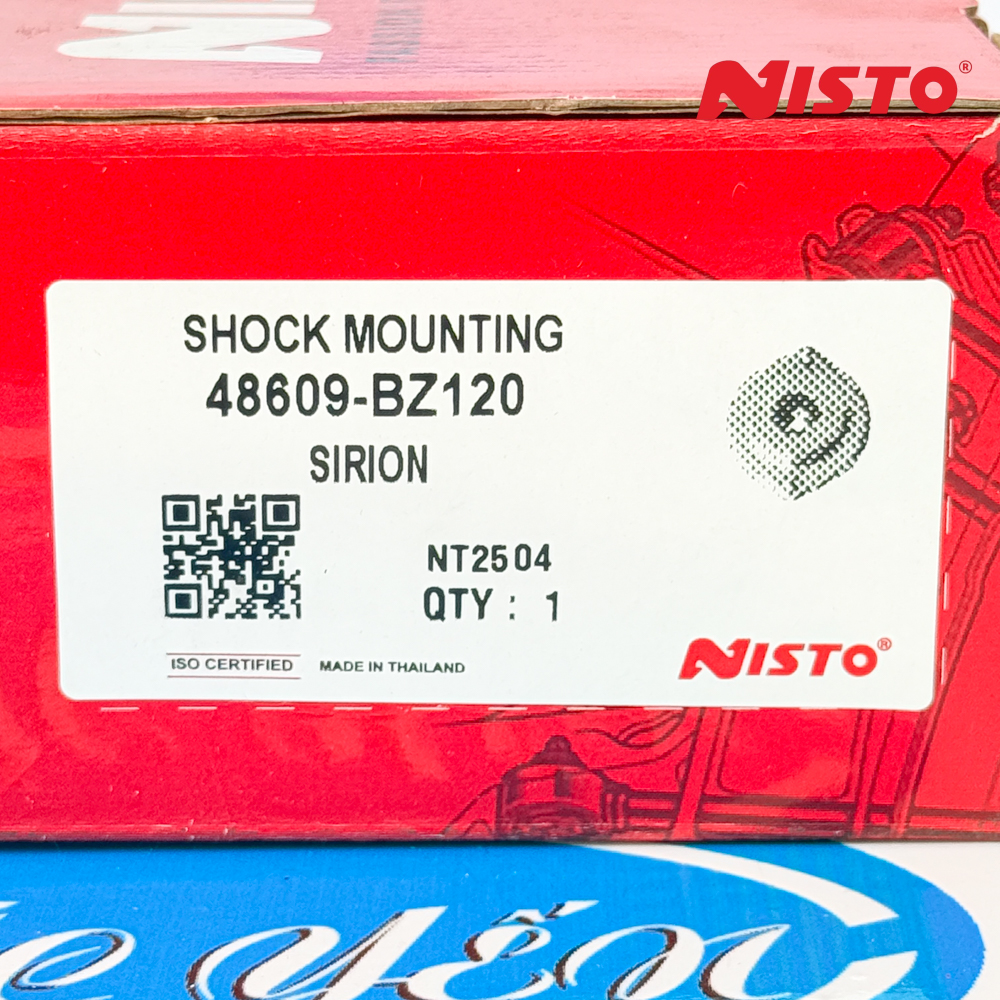 NISTO®
SHOCK MOUNTING
48609-BZ120
SIRION
NT2504
QTY : 1
ISO CERTIFIED
MADE IN THAILAND
NISTO®